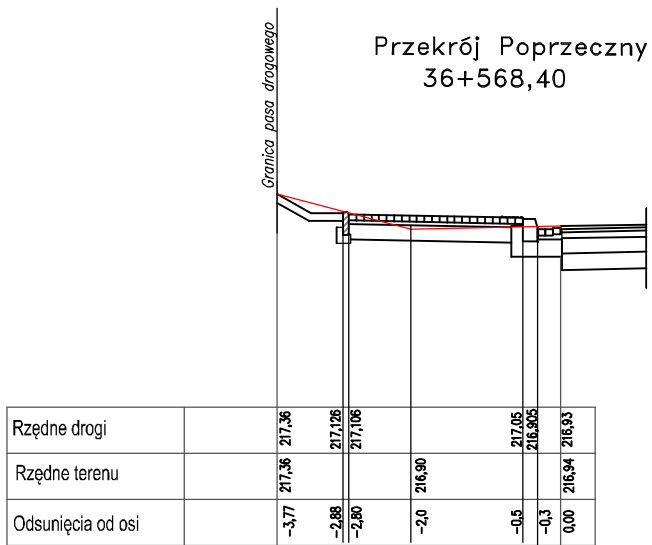 Przekrój Poprzeczny
36+568,40
Granica pasa drogowego
Rzędne drogi 217,36 217,126 217,106 217,05 216,905 216,93
Rzędne terenu 217,36 216,90 216,94
Odsunięcia od osi -3,77 -2,88 -2,80 -2,0 -0,5 -0,3 0,00